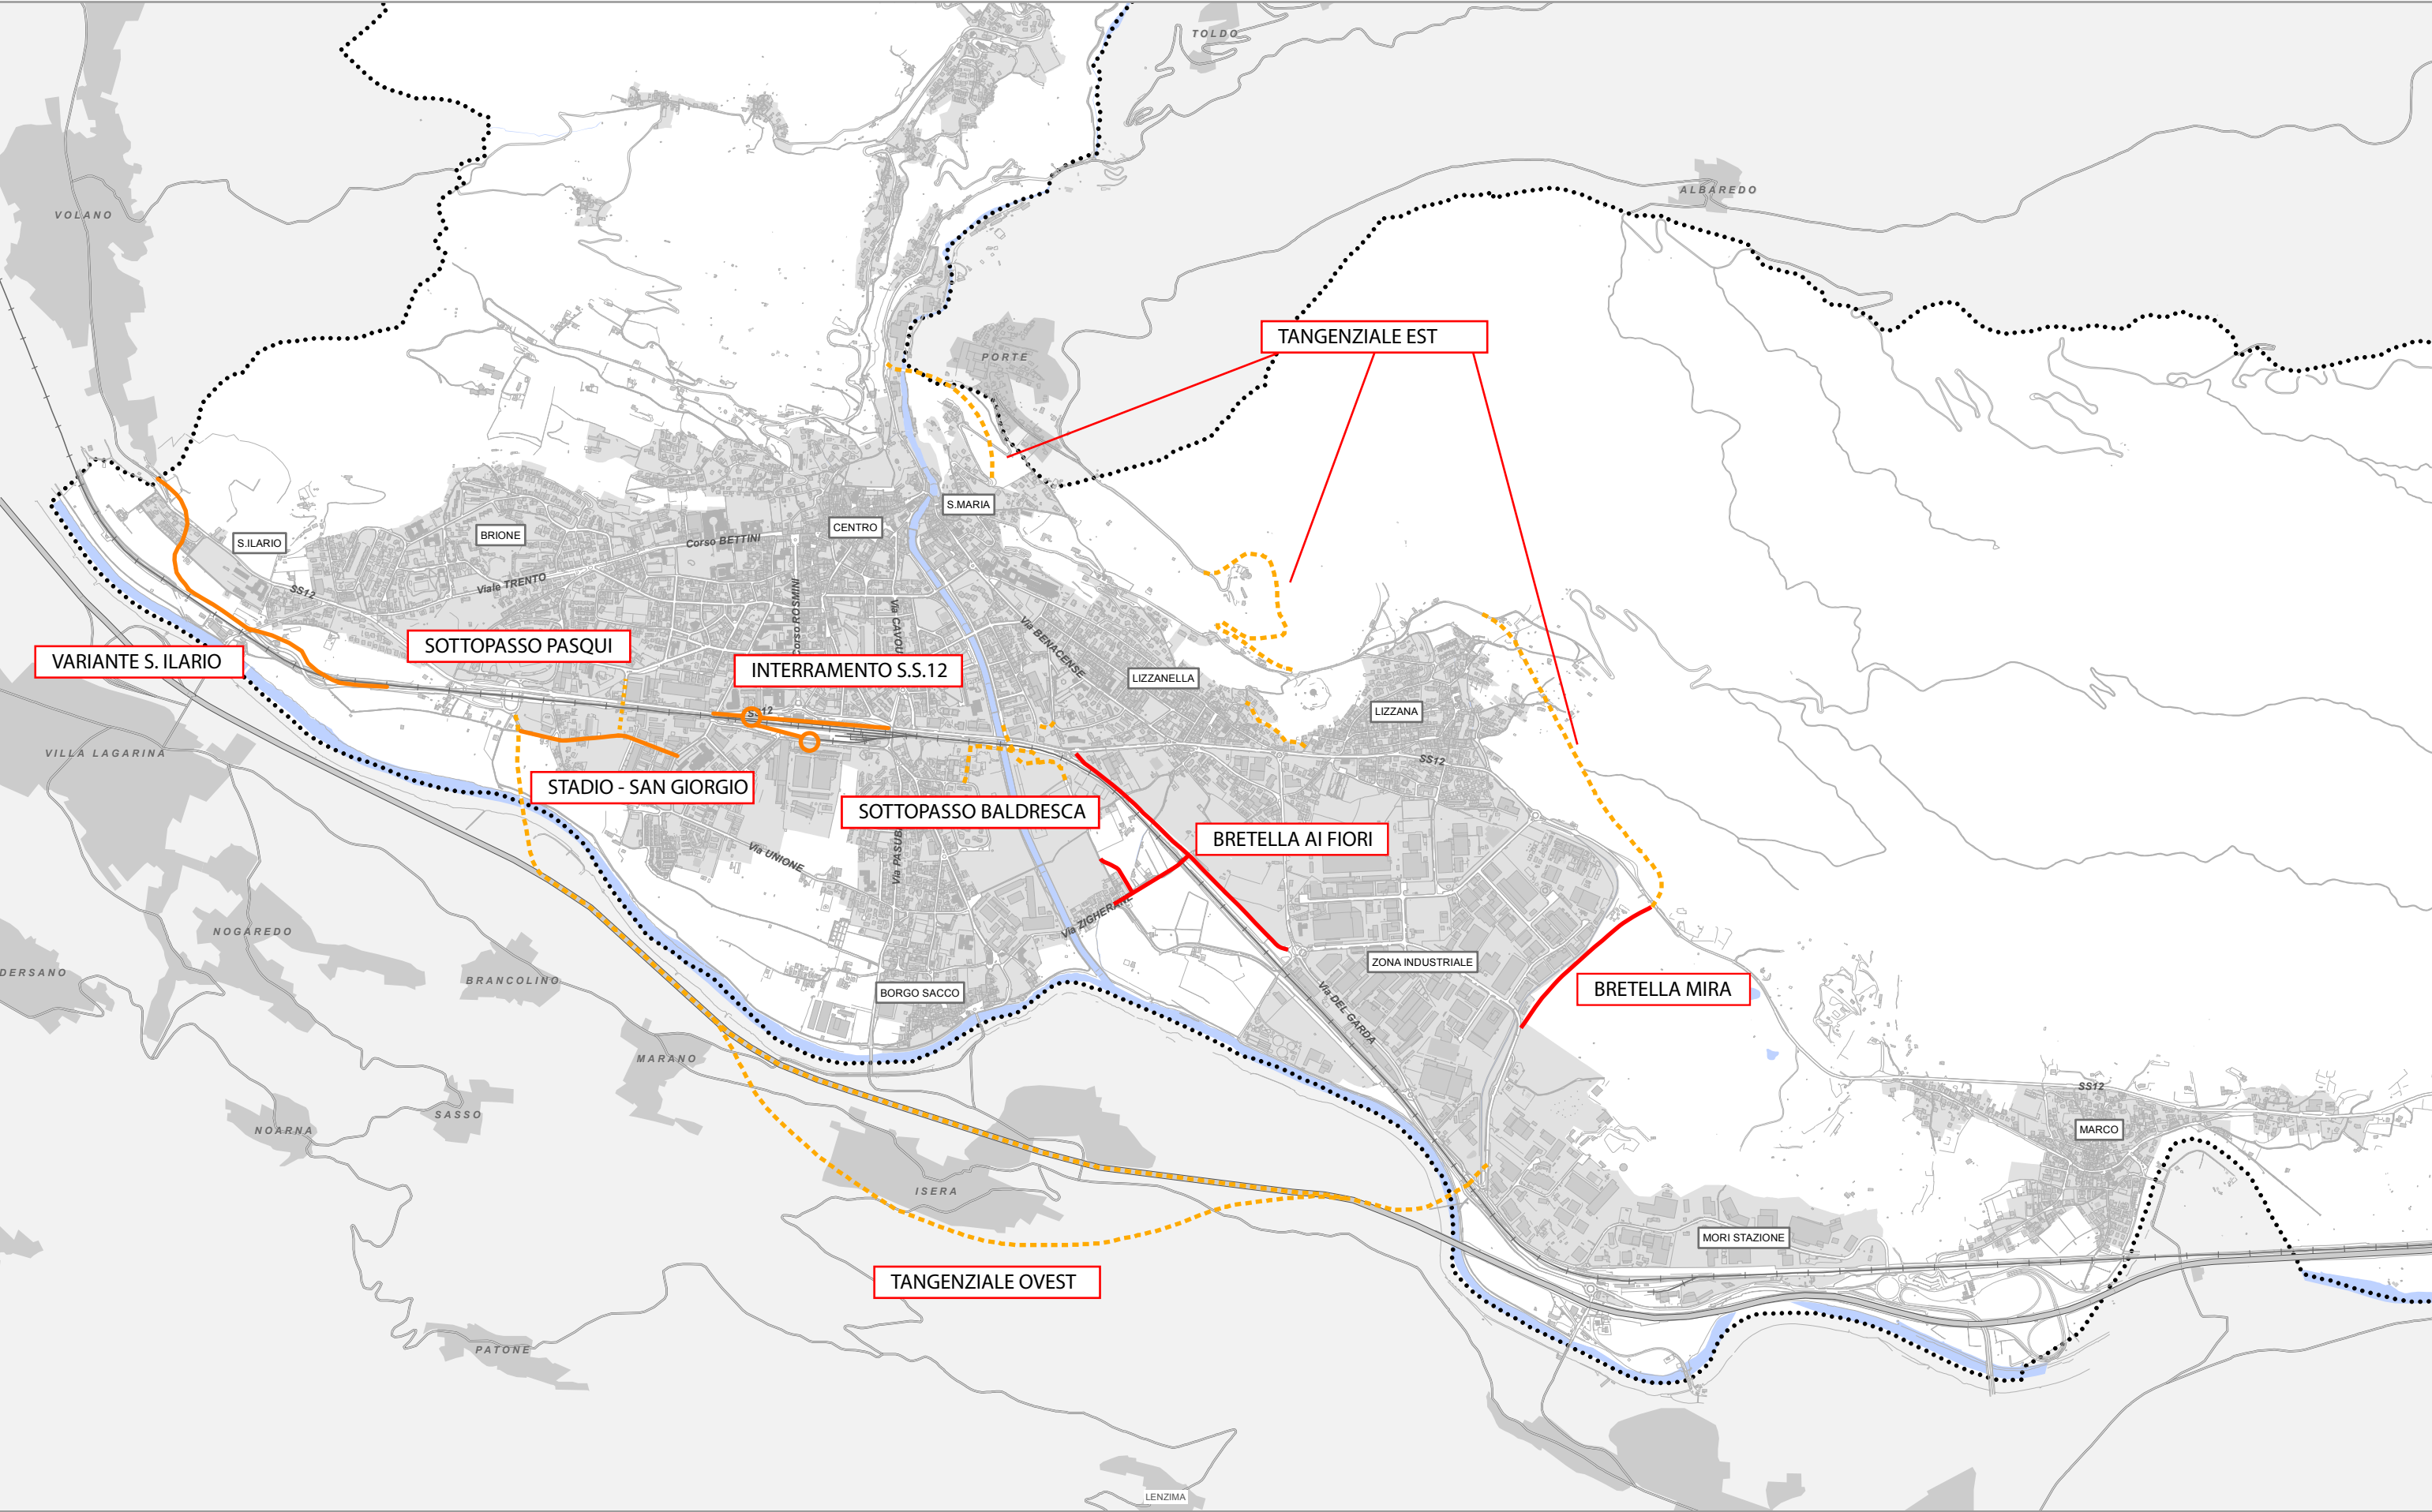 TOLDO
ALBAREDO
VOLANO
TANGENZIALE EST
PORTE
S.MARIA
CENTRO
BRIONE
S.ILARIO
Corso BETTINI
Viale TRENTO
SS12
Corso ROSMINI
Via CAVOU
Via BENACENSE
SOTTOPASSO PASQUI
VARIANTE S. ILARIO
INTERRAMENTO S.S.12
LIZZANELLA
LIZZANA
SS12
VILLA LAGARINA
SS12
STADIO - SAN GIORGIO
SOTTOPASSO BALDRESCA
BRETELLA AI FIORI
Via UNIONE
Via PASUB
Via ZIGHERANE
NOGAREDO
DERSANO
BRANCOLINO
ZONA INDUSTRIALE
BORGO SACCO
BRETELLA MIRA
Via DEL GARDA
MARANO
SASSO
NOARNA
SS12
MARCO
ISERA
MORI STAZIONE
TANGENZIALE OVEST
PATONE
LENZIMA